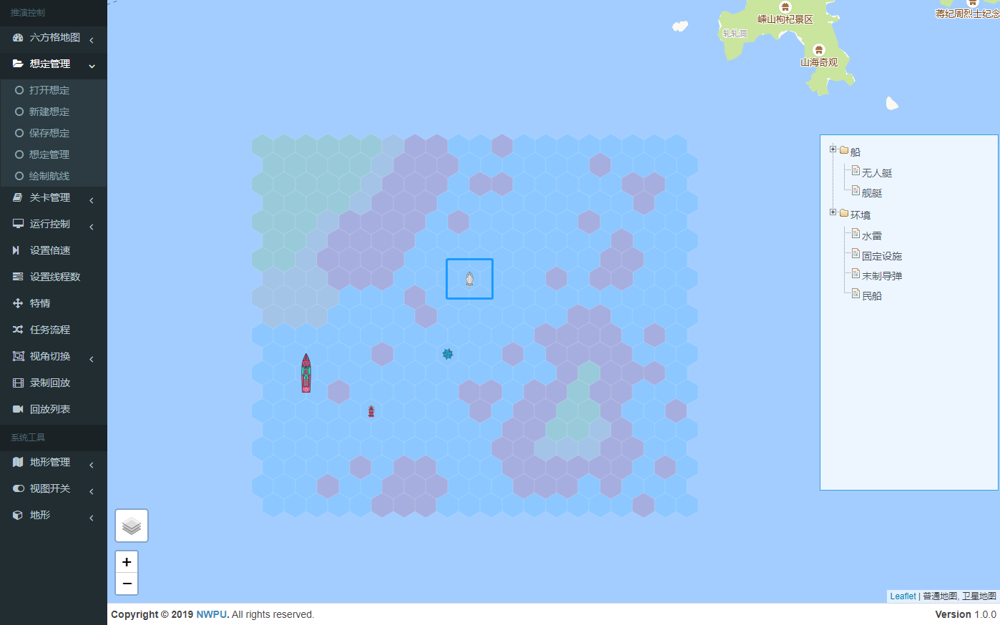 推演控制
六方格地图
想定管理
打开想定
新建想定
保存想定
想定管理
绘制航线
关卡管理
运行控制
设置倍速
设置线程数
特情
任务流程
视角切换
录制回放
回放列表
系统工具
地形管理
视图开关
地形
嵊山枸杞景区
轧轧洞
山海奇观
蒋纪周烈士纪念
船
无人艇
舰艇
环境
水雷
固定设施
末制导弹
民船
+
−
Leaflet | 普通地图, 卫星地图
Copyright © 2019 NWPU. All rights reserved.
Version 1.0.0